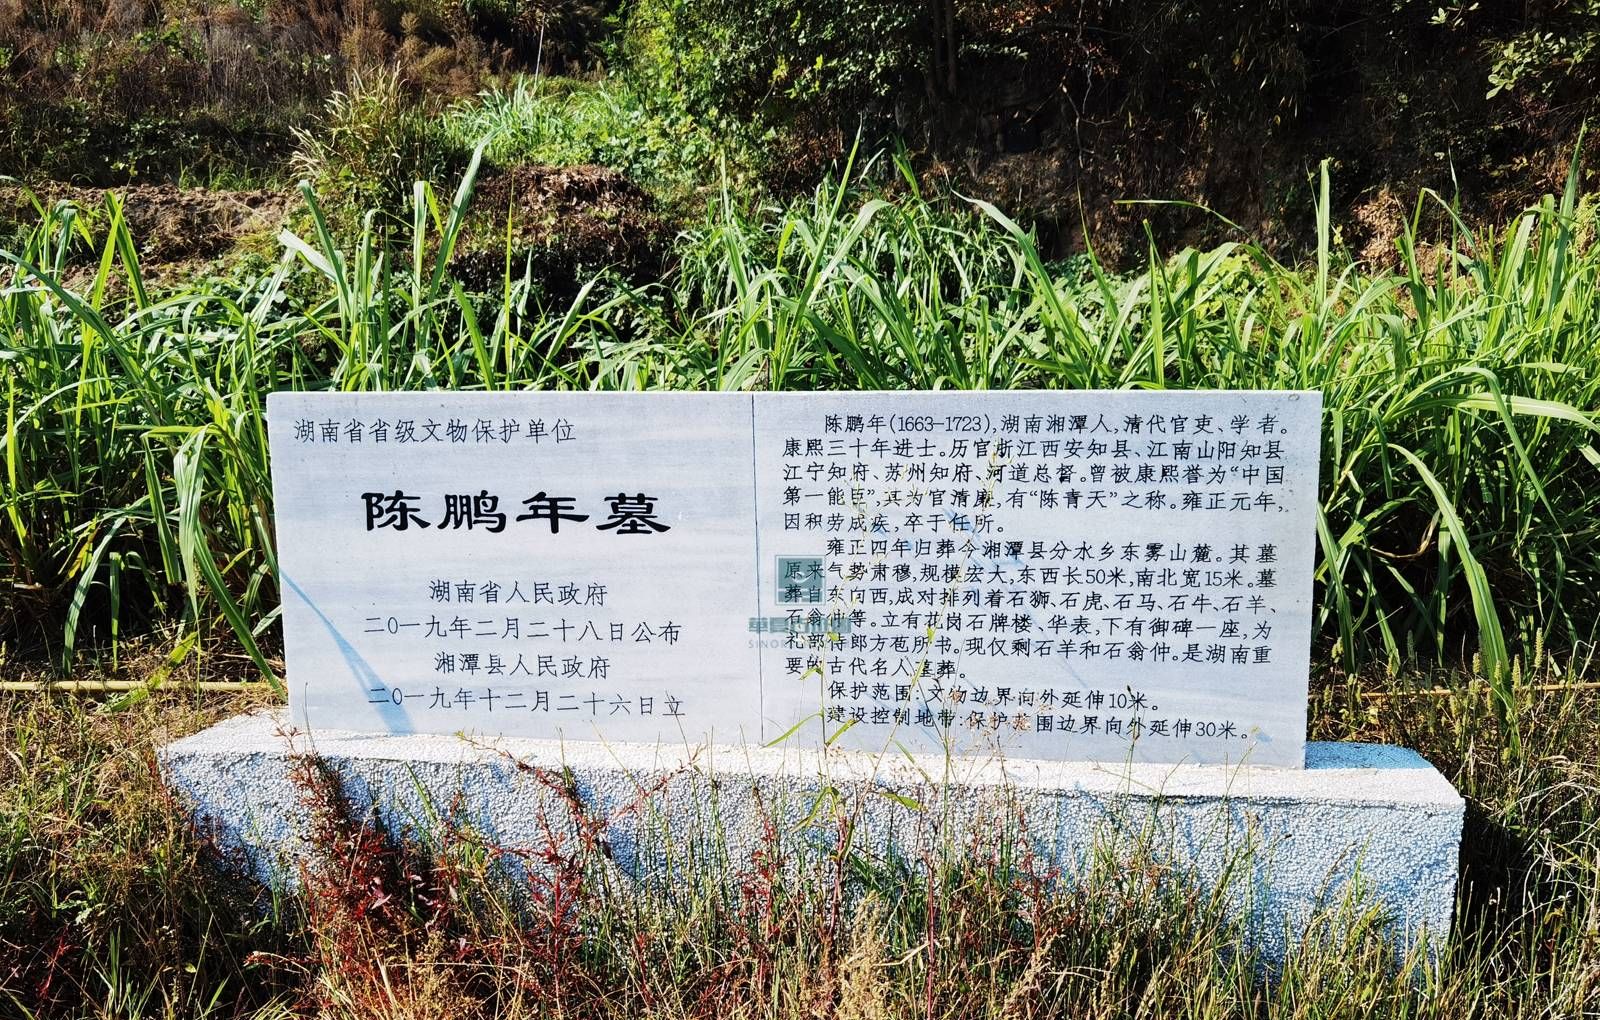 湖南省省级文物保护单位
陈鹏年墓
湖南省人民政府
二〇一九年二月二十八日公布
湘潭县人民政府
二〇一九年十二月二十六日立
陈鹏年(1663-1723),湖南湘潭人,清代官吏、学者。
康熙三十年进士。历官浙江西安知县、江南山阳知县
江宁知府、苏州知府、河道总督。曾被康熙誉为“中国
第一能臣”,其为官清廉,有“陈青天”之称。雍正元年,
因积劳成疾,卒于任所。
雍正四年归葬今湘潭县分水乡东雾山麓。其墓
原来气势肃穆,规模宏大,东西长50米,南北宽15米。墓
葬自东向西,成对排列着石狮、石虎、石马、石牛、石羊、
石翁仲等。立有花岗石牌楼、华表,下有御碑一座,为
礼部侍郎方苞所书。现仅剩石羊和石翁仲。是湖南重
要的古代名人墓葬。
保护范围:文物边界向外延伸10米。
建设控制地带:保护范围边界向外延伸30米。